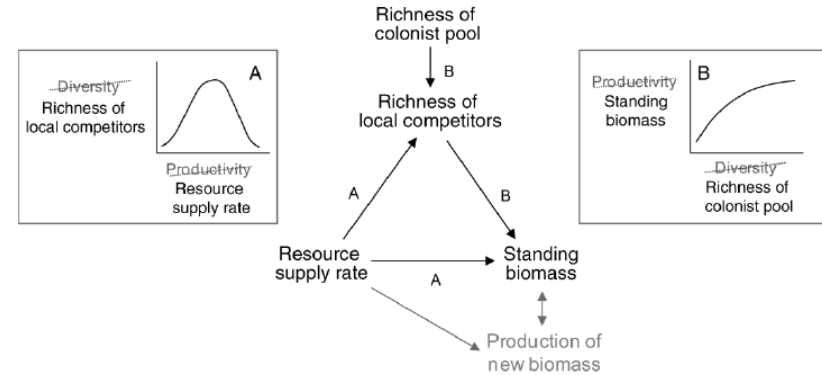 Richness of
colonist pool
B
Richness of
local competitors
A
B
Resource
supply rate
A
Standing
biomass
Production of
new biomass
A
Diversity
Richness of
local competitors
Productivity
Resource
supply rate
B
Productivity
Standing
biomass
Diversity
Richness of
colonist pool